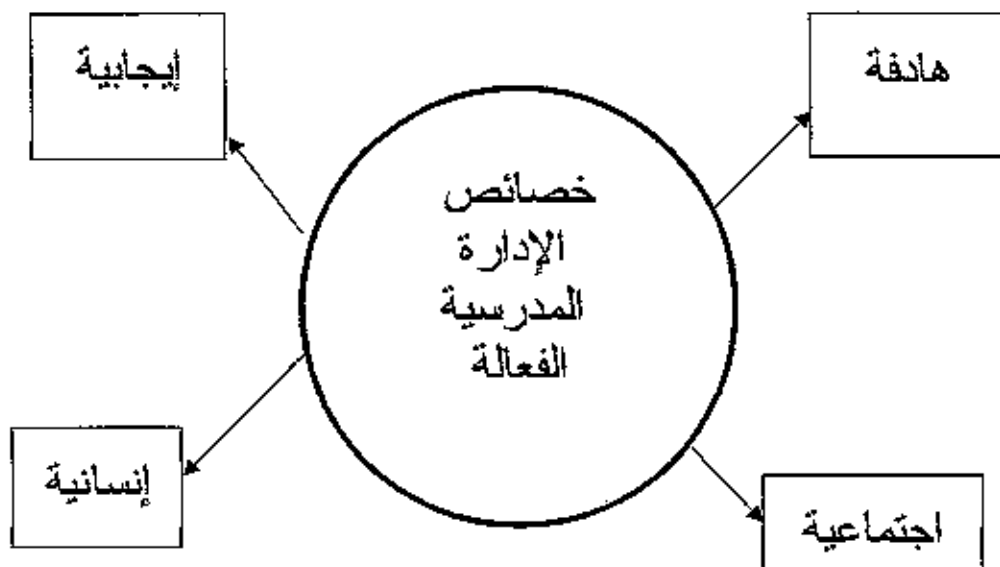 هادفة
إيجابية
خصائص
الإدارة
المدرسية
الفعالة
اجتماعية
إنسانية